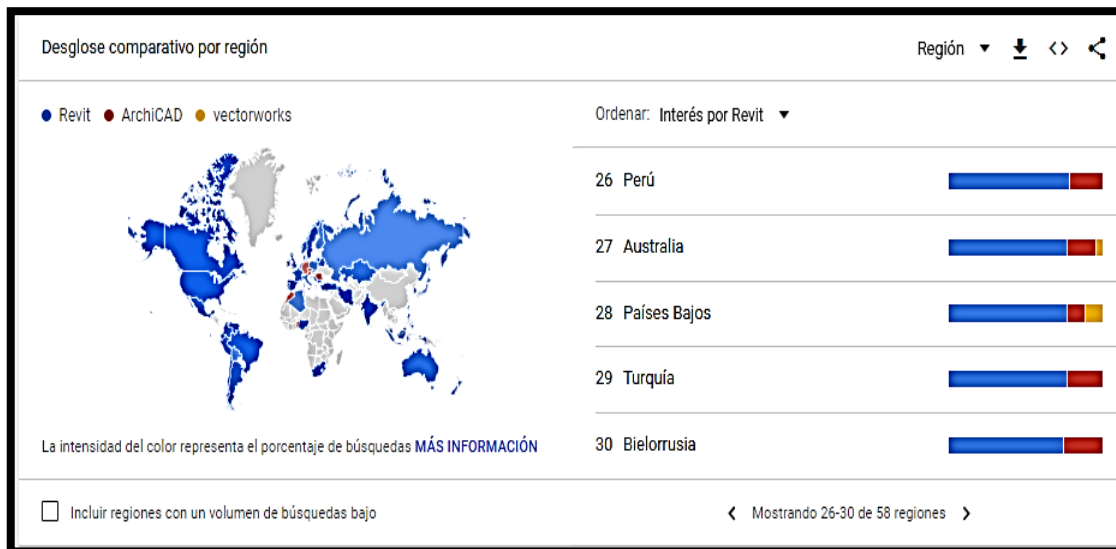 Desglose comparativo por región
Región
Revit ArchiCAD vectorworks
La intensidad del color representa el porcentaje de búsquedas MÁS INFORMACIÓN
Incluir regiones con un volumen de búsquedas bajo
Ordenar: Interés por Revit
26 Perú
27 Australia
28 Países Bajos
29 Turquía
30 Bielorrusia
Mostrando 26-30 de 58 regiones